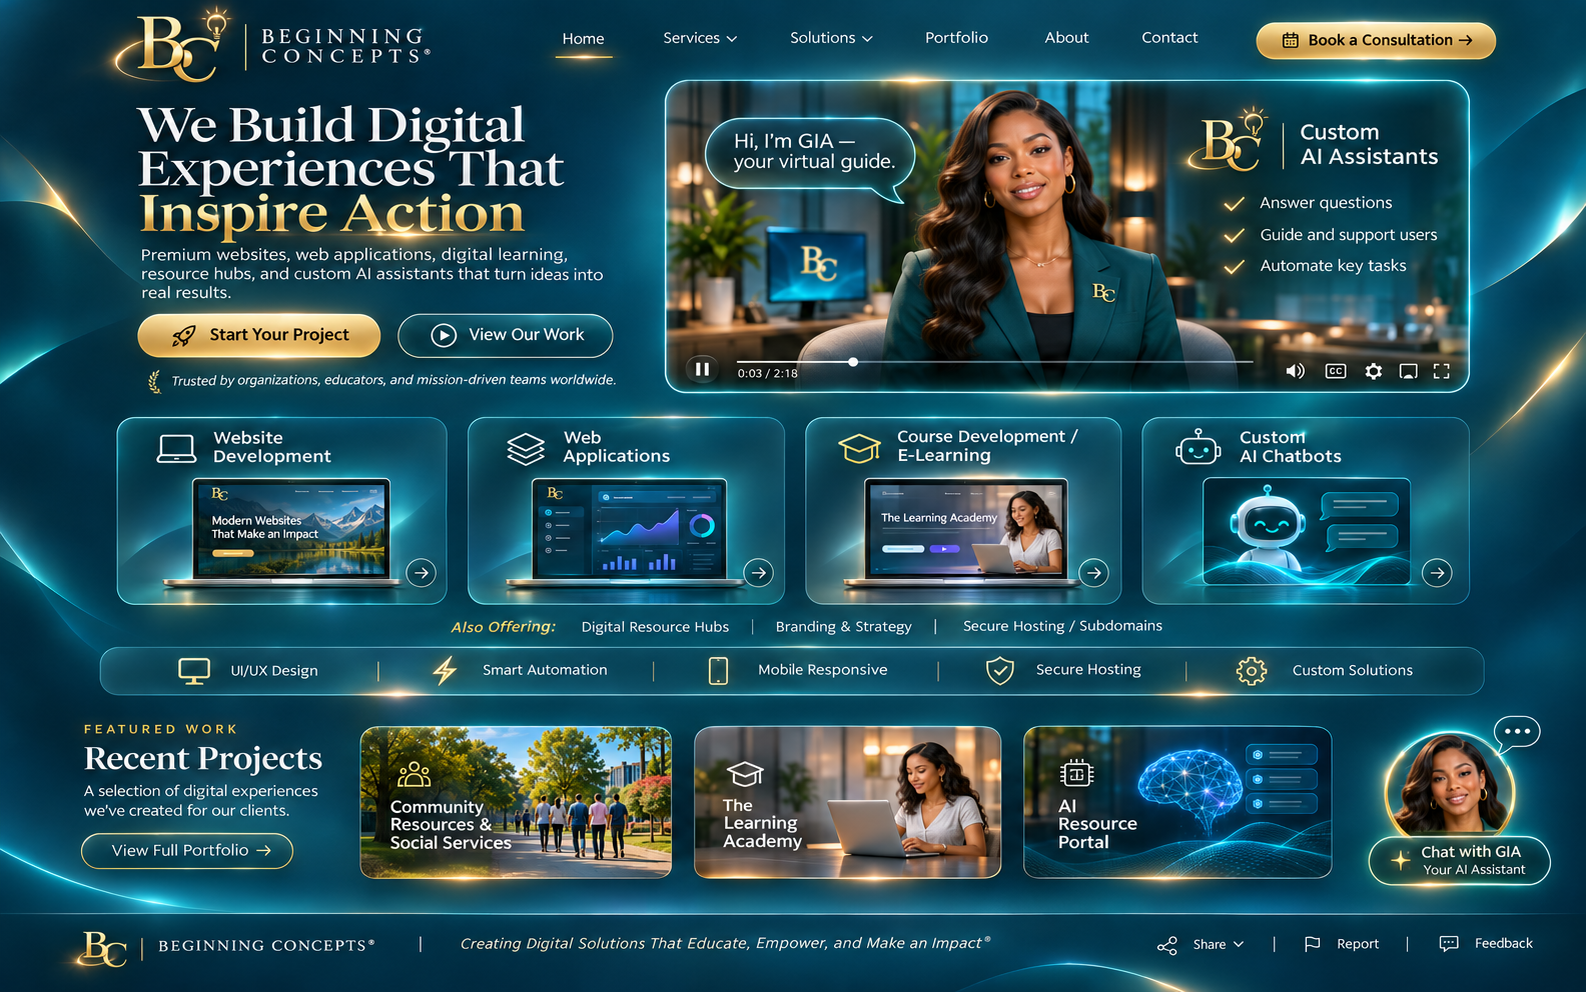 BC
BEGINNING
CONCEPTS®
Home
Services
Solutions
Portfolio
About
Contact
Book a Consultation →
We Build Digital
Experiences That
Inspire Action
Premium websites, web applications, digital learning,
resource hubs, and custom AI assistants that turn ideas into
real results.
Start Your Project
View Our Work
Trusted by organizations, educators, and mission-driven teams worldwide.
Hi, I'm GIA —
your virtual guide.
BC
BC
BC
Custom
AI Assistants
Answer questions
Guide and support users
Automate key tasks
0:03 / 2:18
CC
Website
Development
BC
Modern Websites
That Make an Impact
Web
Applications
BC
Course Development /
E-Learning
The Learning Academy
Custom
AI Chatbots
Also Offering:
Digital Resource Hubs
Branding & Strategy
Secure Hosting / Subdomains
UI/UX Design
Smart Automation
Mobile Responsive
Secure Hosting
Custom Solutions
FEATURED WORK
Recent Projects
A selection of digital experiences
we've created for our clients.
View Full Portfolio →
Community
Resources &
Social Services
The
Learning
Academy
AI
Resource
Portal
Chat with GIA
Your AI Assistant
BC
BEGINNING CONCEPTS®
Creating Digital Solutions That Educate, Empower, and Make an Impact®
Share
Report
Feedback